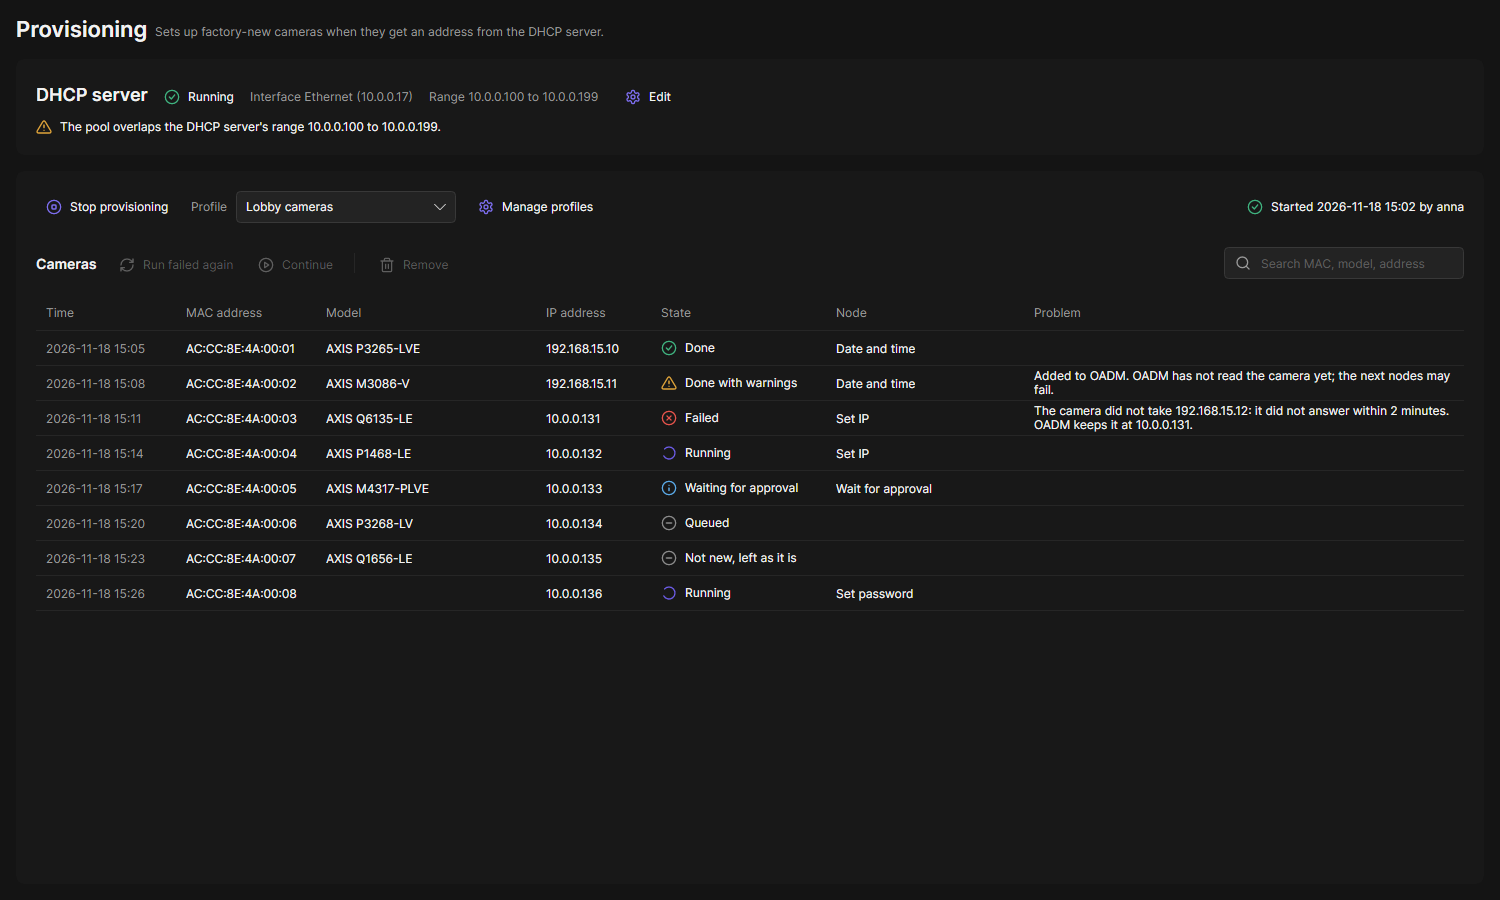 Provisioning Sets up factory-new cameras when they get an address from the DHCP server.
DHCP server Running Interface Ethernet (10.0.0.17) Range 10.0.0.100 to 10.0.0.199 Edit
The pool overlaps the DHCP server's range 10.0.0.100 to 10.0.0.199.
Stop provisioning Profile Lobby cameras Manage profiles Started 2026-11-18 15:02 by anna
Cameras Run failed again Continue Remove Search MAC, model, address
Time MAC address Model IP address State Node Problem
2026-11-18 15:05 AC:CC:8E:4A:00:01 AXIS P3265-LVE 192.168.15.10 Done Date and time
2026-11-18 15:08 AC:CC:8E:4A:00:02 AXIS M3086-V 192.168.15.11 Done with warnings Date and time Added to OADM. OADM has not read the camera yet; the next nodes may
fail.
2026-11-18 15:11 AC:CC:8E:4A:00:03 AXIS Q6135-LE 10.0.0.131 Failed Set IP The camera did not take 192.168.15.12: it did not answer within 2 minutes.
OADM keeps it at 10.0.0.131.
2026-11-18 15:14 AC:CC:8E:4A:00:04 AXIS P1468-LE 10.0.0.132 Running Set IP
2026-11-18 15:17 AC:CC:8E:4A:00:05 AXIS M4317-PLVE 10.0.0.133 Waiting for approval Wait for approval
2026-11-18 15:20 AC:CC:8E:4A:00:06 AXIS P3268-LV 10.0.0.134 Queued
2026-11-18 15:23 AC:CC:8E:4A:00:07 AXIS Q1656-LE 10.0.0.135 Not new, left as it is
2026-11-18 15:26 AC:CC:8E:4A:00:08 10.0.0.136 Running Set password